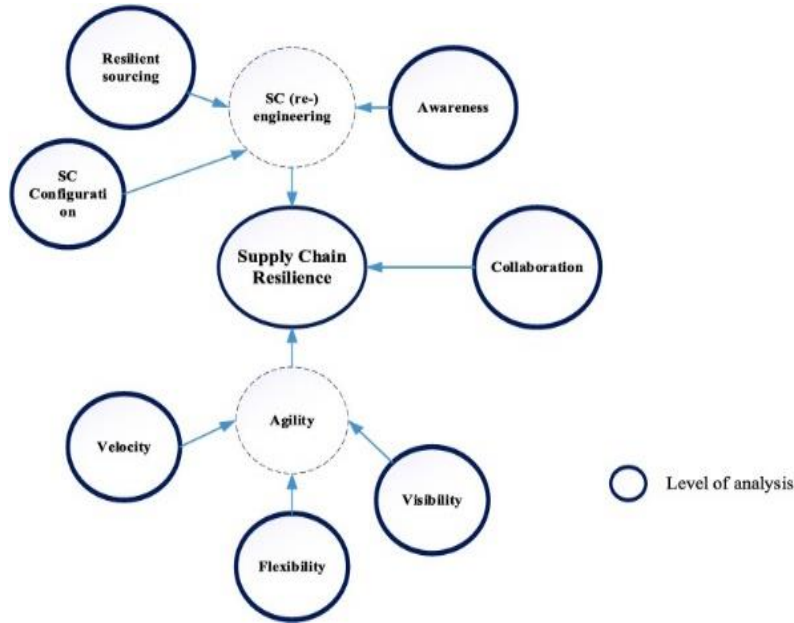 Resilient
sourcing
SC (re-)
engineering
Awareness
SC
Configurati
on
Supply Chain
Resilience
Collaboration
Agility
Velocity
Visibility
Flexibility
Level of analysis